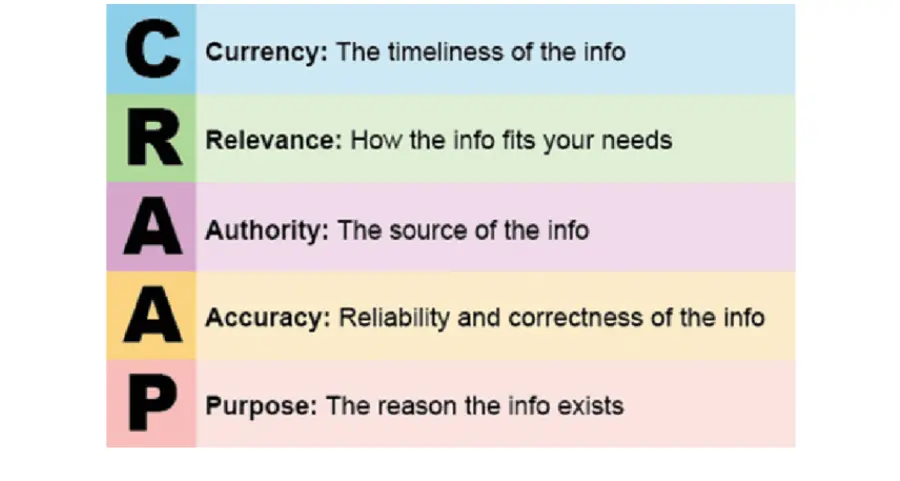 C Currency: The timeliness of the info
R Relevance: How the info fits your needs
A Authority: The source of the info
A Accuracy: Reliability and correctness of the info
P Purpose: The reason the info exists